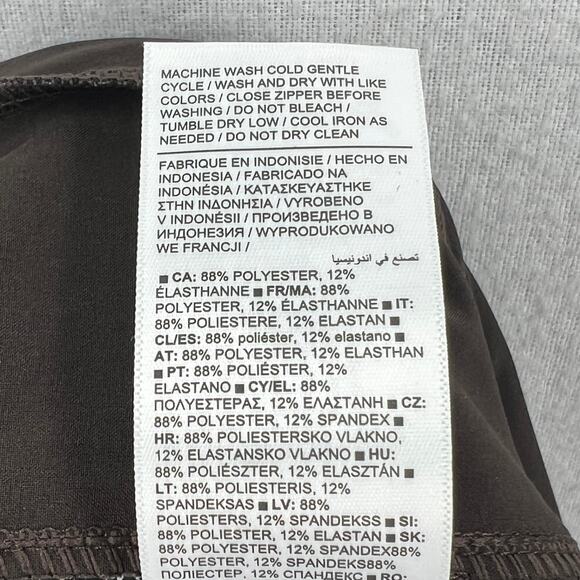 MACHINE WASH COLD GENTLE
CYCLE / WASH AND DRY WITH LIKE
COLORS / CLOSE ZIPPER BEFORE
WASHING / DO NOT BLEACH /
TUMBLE DRY LOW / COOL IRON AS
NEEDED / DO NOT DRY CLEAN
FABRIQUE EN INDONISIE / HECHO EN
INDONESIA / FABRICADO NA
INDONÉSIA / ΚΑΤΑΣΚΕΥΑΣΤΗΚΕ
ΣΤΗΝ ΙΝΔΟΝΗΣΙΑ / VYROBENO
V INDONÉSII / ПРОИЗВЕДЕНО В
ИНДОНЕЗИЯ / WYPRODUKOWANO
WE FRANCJI /
تصنع في اندونيسيا
■ CA: 88% POLYESTER, 12%
ÉLASTHANNE ■ FR/MA: 88%
POLYESTER, 12% ÉLASTHANNE ■ IT:
88% POLIESTERE, 12% ELASTAN ■
CL/ES: 88% poliéster, 12% elastano ■
AT: 88% POLYESTER, 12% ELASTHAN
■ PT: 88% POLIÉSTER, 12%
ELASTANO ■ CY/EL: 88%
ΠΟΛΥΕΣΤΕΡΑΣ, 12% ΕΛΑΣΤΑΝΗ ■ CZ:
88% POLYESTER, 12% SPANDEX ■
HR: 88% POLIESTERSKO VLAKNO,
12% ELASTANSKO VLAKNO ■ HU:
88% POLIÉSZTER, 12% ELASZTÁN ■
LT: 88% POLIESTERIS, 12%
SPANDEKSAS ■ LV: 88%
POLIESTERS, 12% SPANDEKSS ■ SI:
88% POLIESTER, 12% ELASTAN ■ SK:
88% POLYESTER, 12% SPANDEX88%
POLYESTER, 12% SPANDEKS88%
ПОЛИЕСТЕР, 12% СПАНДЕКС ■ RO: